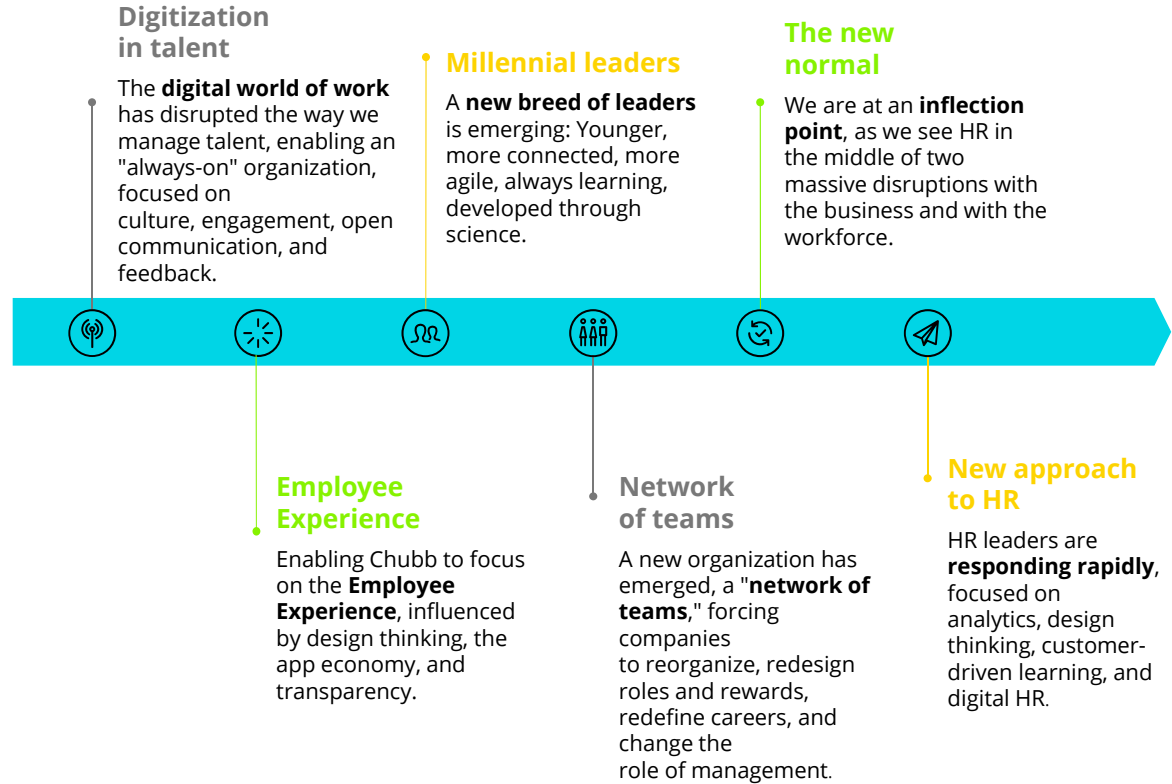 Digitization
in talent
The digital world of work
has disrupted the way we
manage talent, enabling an
"always-on" organization,
focused on
culture, engagement, open
communication, and
feedback.
Employee
Experience
Enabling Chubb to focus
on the Employee
Experience, influenced
by design thinking, the
app economy, and
transparency.
Millennial leaders
A new breed of leaders
is emerging: Younger,
more connected, more
agile, always learning,
developed through
science.
Network
of teams
A new organization has
emerged, a "network of
teams," forcing
companies
to reorganize, redesign
roles and rewards,
redefine careers, and
change the
role of management.
The new
normal
We are at an inflection
point, as we see HR in
the middle of two
massive disruptions with
the business and with the
workforce.
New approach
to HR
HR leaders are
responding rapidly,
focused on
analytics, design
thinking, customer-
driven learning, and
digital HR.